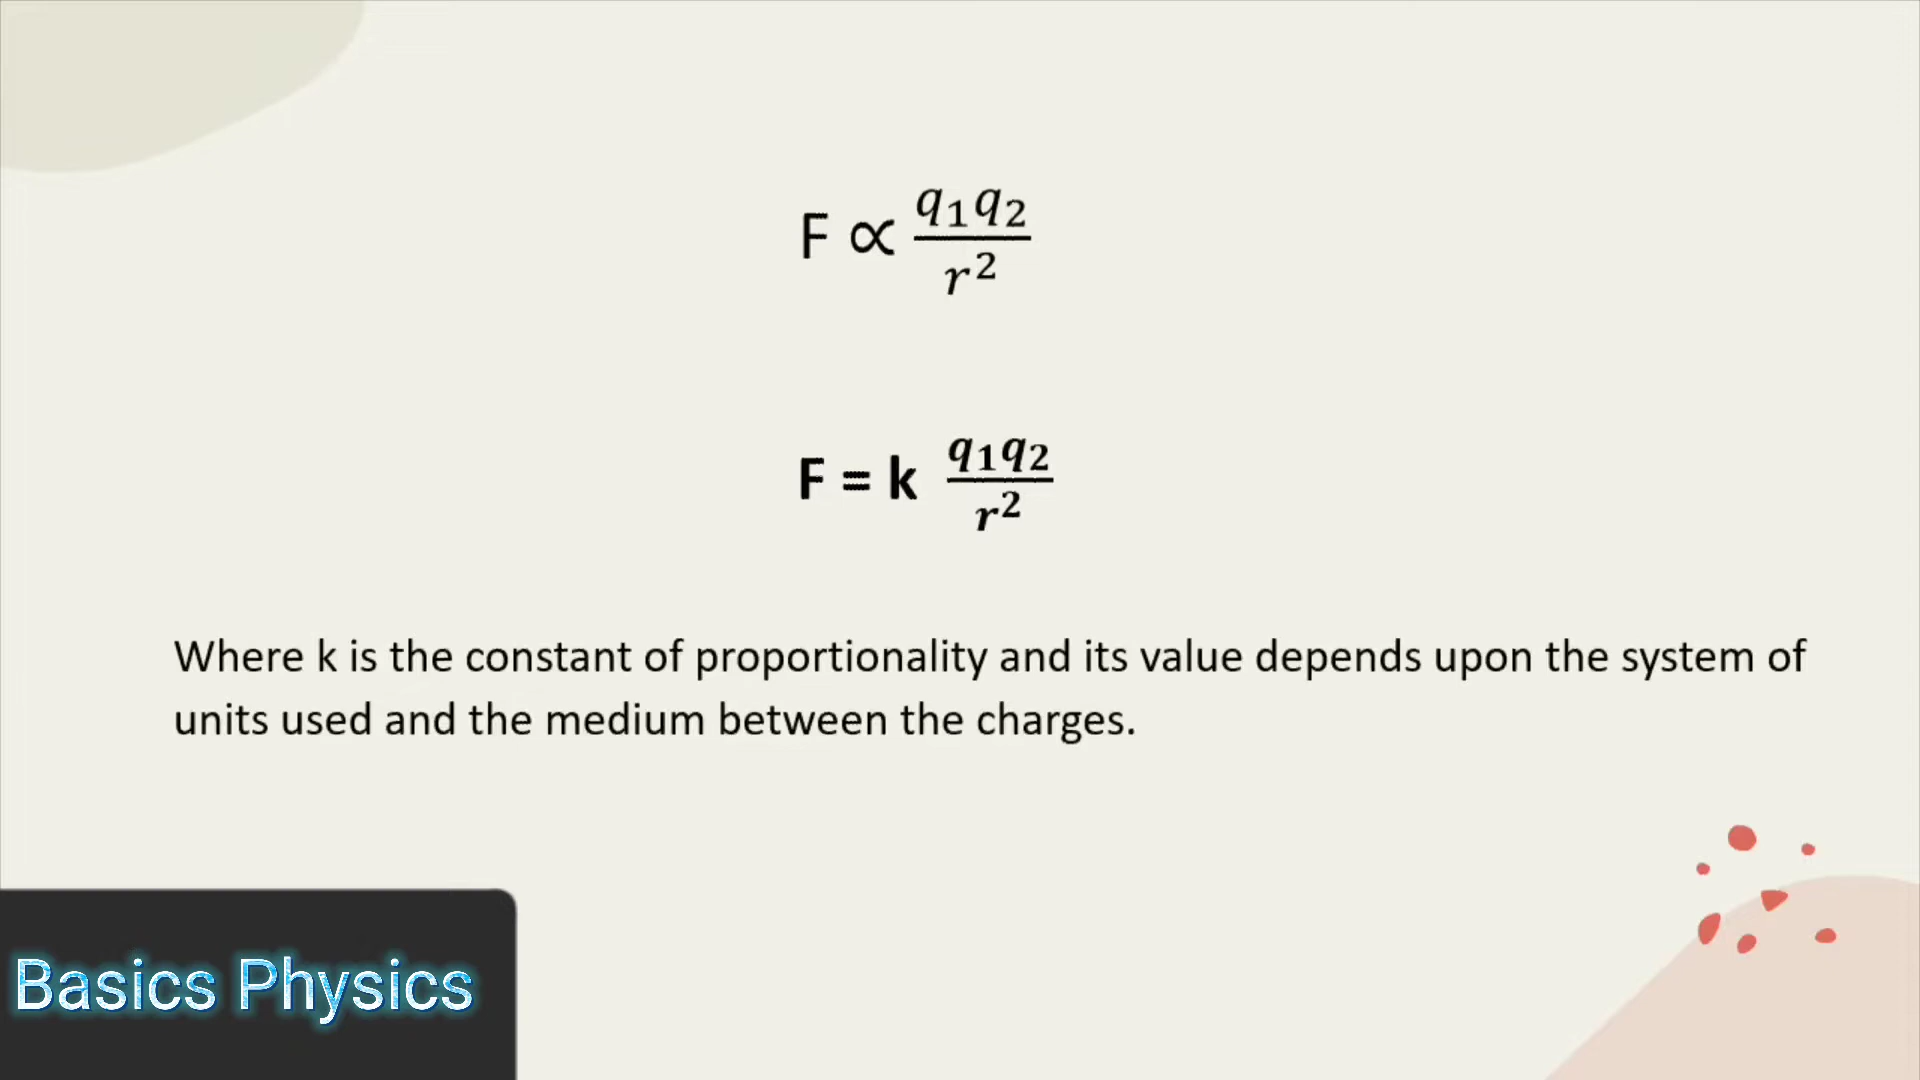 F ∝ q₁q₂ / r²
F = k q₁q₂ / r²
Where k is the constant of proportionality and its value depends upon the system of
units used and the medium between the charges.
Basics Physics